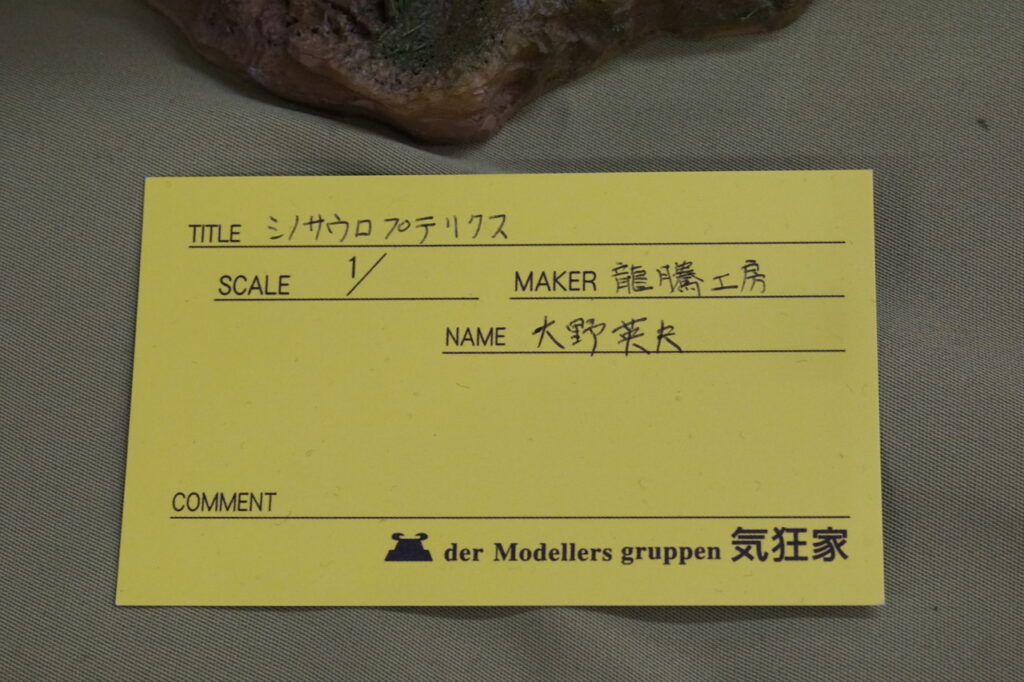 TITLE シノサウロプテリクス
SCALE 1/ MAKER 龍騰工房
NAME 大野英夫
COMMENT
der Modellers gruppen 気狂家